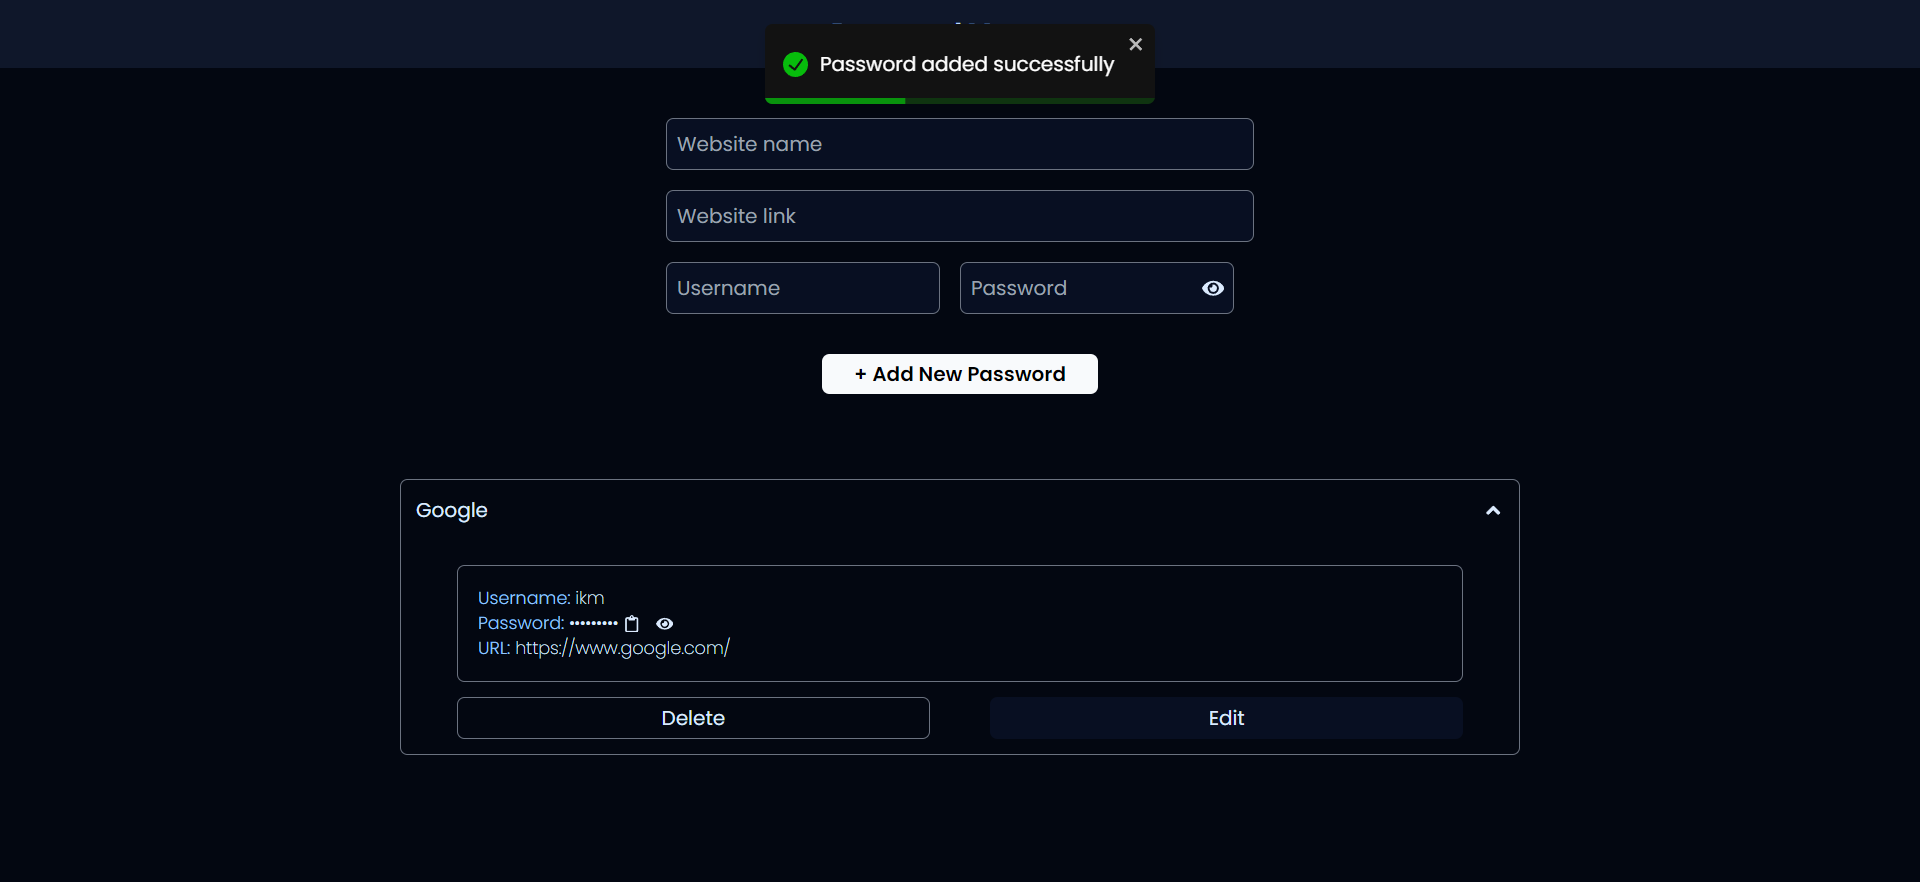 Password added successfully
Website name
Website link
Username Password
+ Add New Password
Google
Username: ikm
Password: •••••••••
URL: https://www.google.com/
Delete Edit